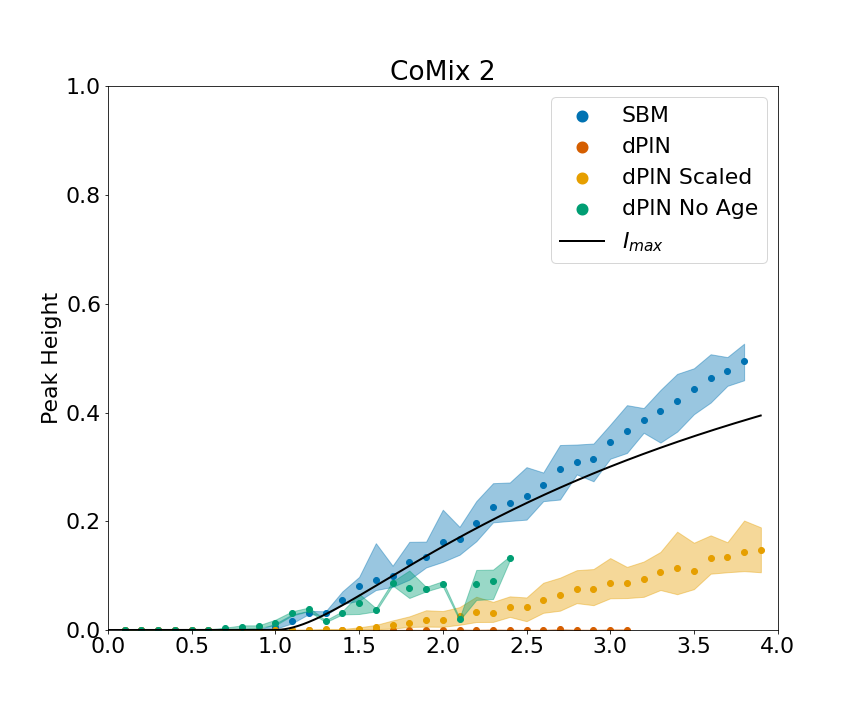 CoMix 2
1.0
0.8
0.6
0.4
0.2
0.0
Peak Height
SBM
dPIN
dPIN Scaled
dPIN No Age
I_max
0.0 0.5 1.0 1.5 2.0 2.5 3.0 3.5 4.0